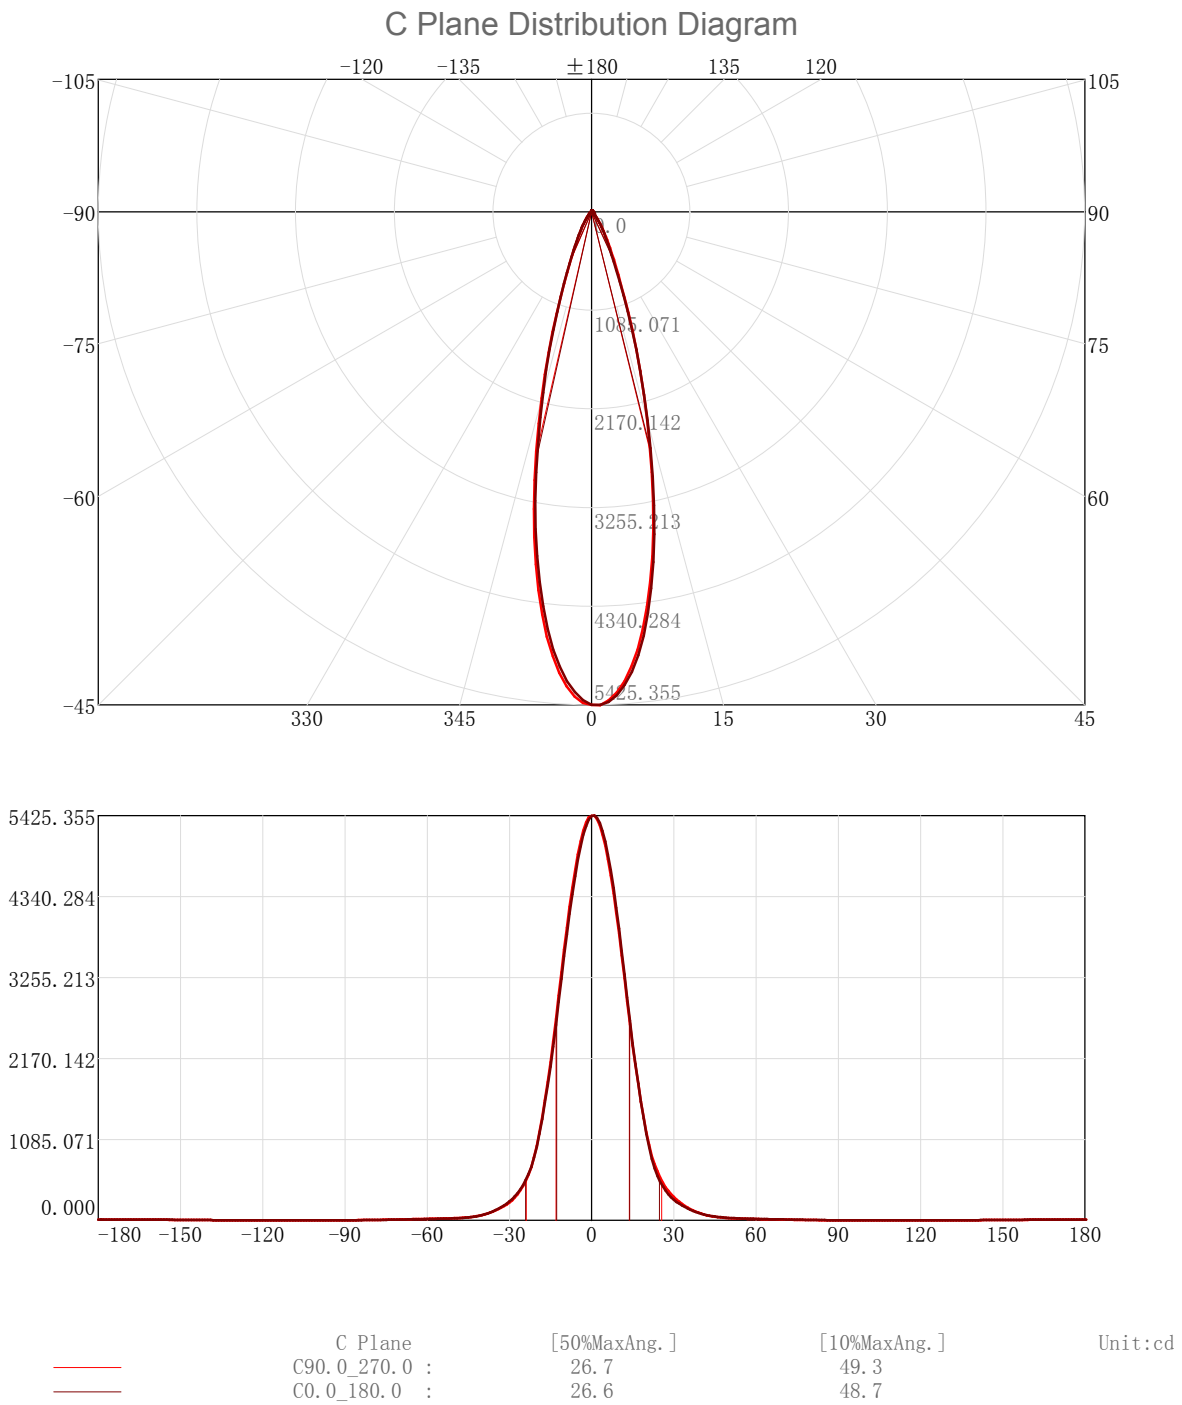 C Plane Distribution Diagram
-120 -135 ±180 135 120
-105 105
-90 90
0.0
1085.071
-75 75
2170.142
-60 60
3255.213
4340.284
5425.355
-45
330 345 0 15 30 45
5425.355
4340.284
3255.213
2170.142
1085.071
0.000
-180 -150 -120 -90 -60 -30 0 30 60 90 120 150 180
C Plane [50%MaxAng.] [10%MaxAng.] Unit:cd
C90.0_270.0 : 26.7 49.3
C0.0_180.0 : 26.6 48.7